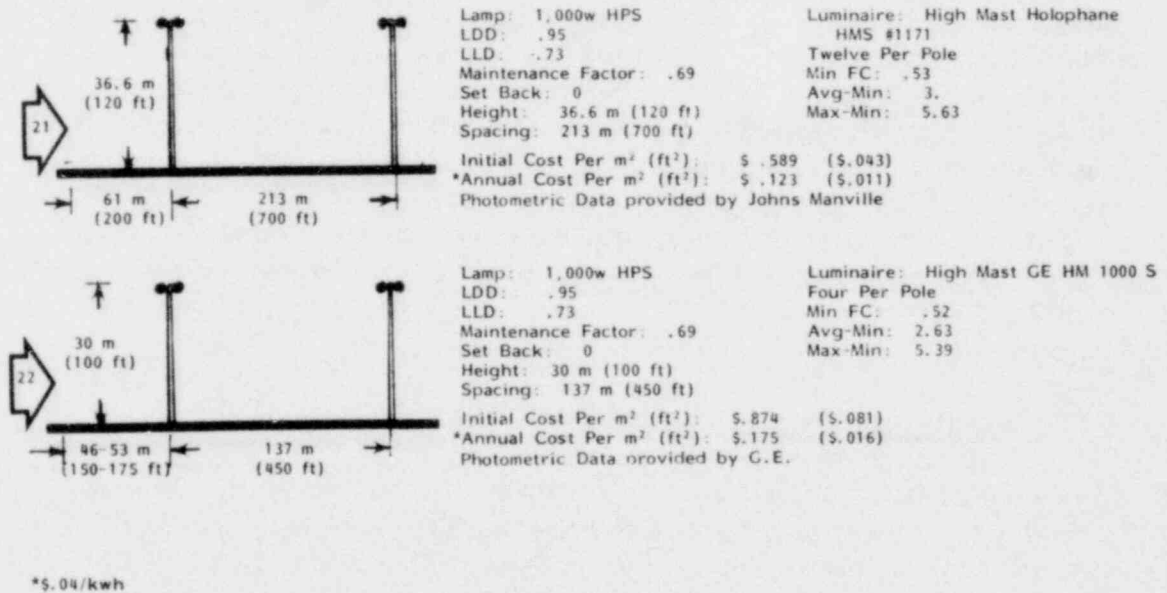 36.6 m
(120 ft)
21
61 m
(200 ft)
213 m
(700 ft)
Lamp: 1,000w HPS
LDD: .95
LLD: .73
Maintenance Factor: .69
Set Back: 0
Height: 36.6 m (120 ft)
Spacing: 213 m (700 ft)
Luminaire: High Mast Holophane
HMS #1171
Twelve Per Pole
Min FC: .53
Avg-Min: 3.
Max-Min: 5.63
Initial Cost Per m² (ft²): $ .589 ($.043)
*Annual Cost Per m² (ft²): $ .123 ($.011)
Photometric Data provided by Johns Manville
30 m
(100 ft)
22
46-53 m
(150-175 ft)
137 m
(450 ft)
Lamp: 1,000w HPS
LDD: .95
LLD: .73
Maintenance Factor: .69
Set Back: 0
Height: 30 m (100 ft)
Spacing: 137 m (450 ft)
Luminaire: High Mast GE HM 1000 S
Four Per Pole
Min FC: .52
Avg-Min: 2.63
Max-Min: 5.39
Initial Cost Per m² (ft²): $.874 ($.081)
*Annual Cost Per m² (ft²): $.175 ($.016)
Photometric Data provided by G.E.
*$.04/kwh